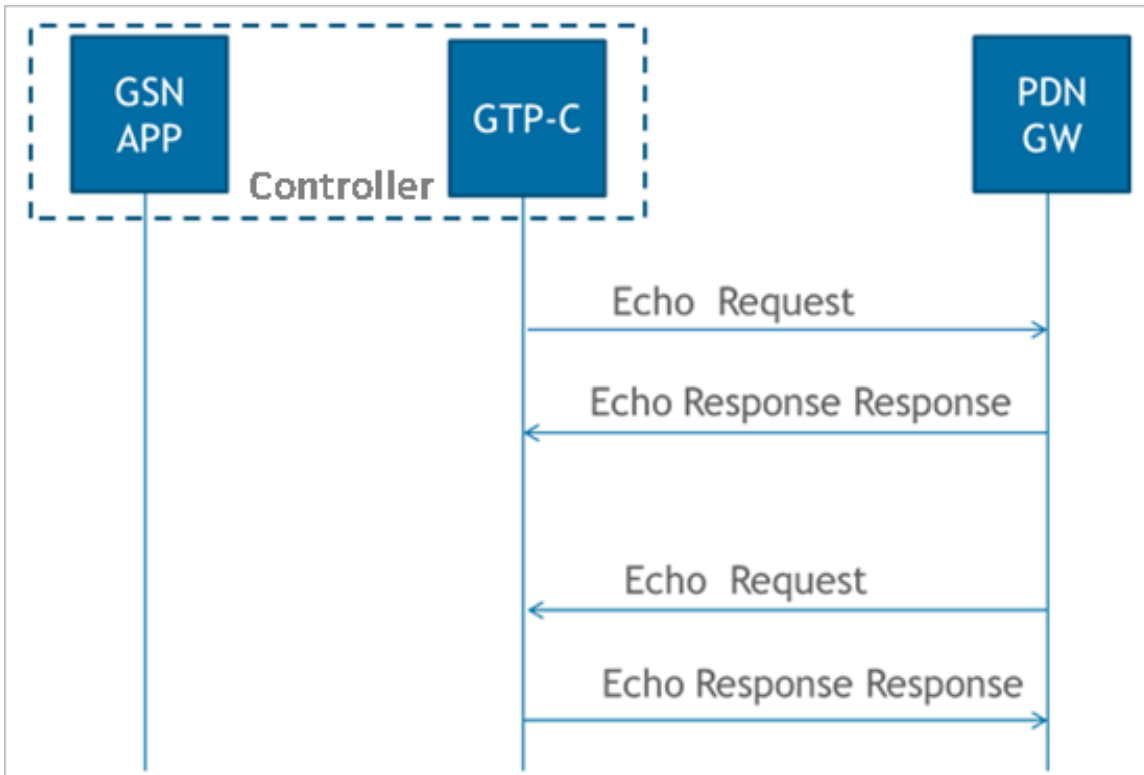 GSN
APP
GTP-C
PDN
GW
Controller
Echo Request
Echo Response Response
Echo Request
Echo Response Response